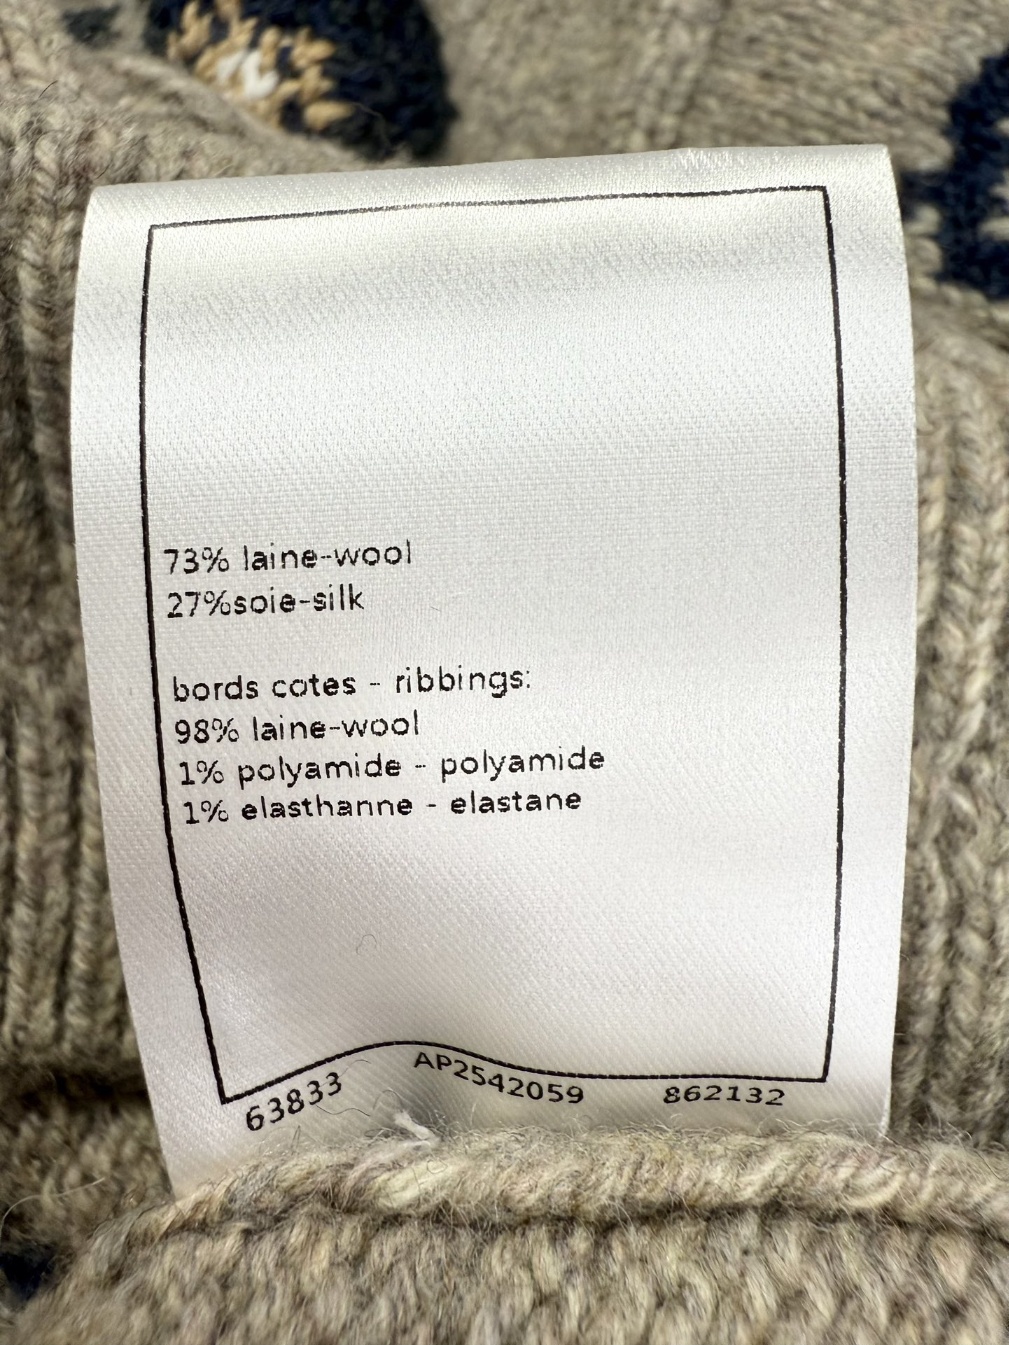 73% laine-wool
27%soie-silk
bords cotes - ribbings:
98% laine-wool
1% polyamide - polyamide
1% elasthanne - elastane
63833 AP2542059 862132